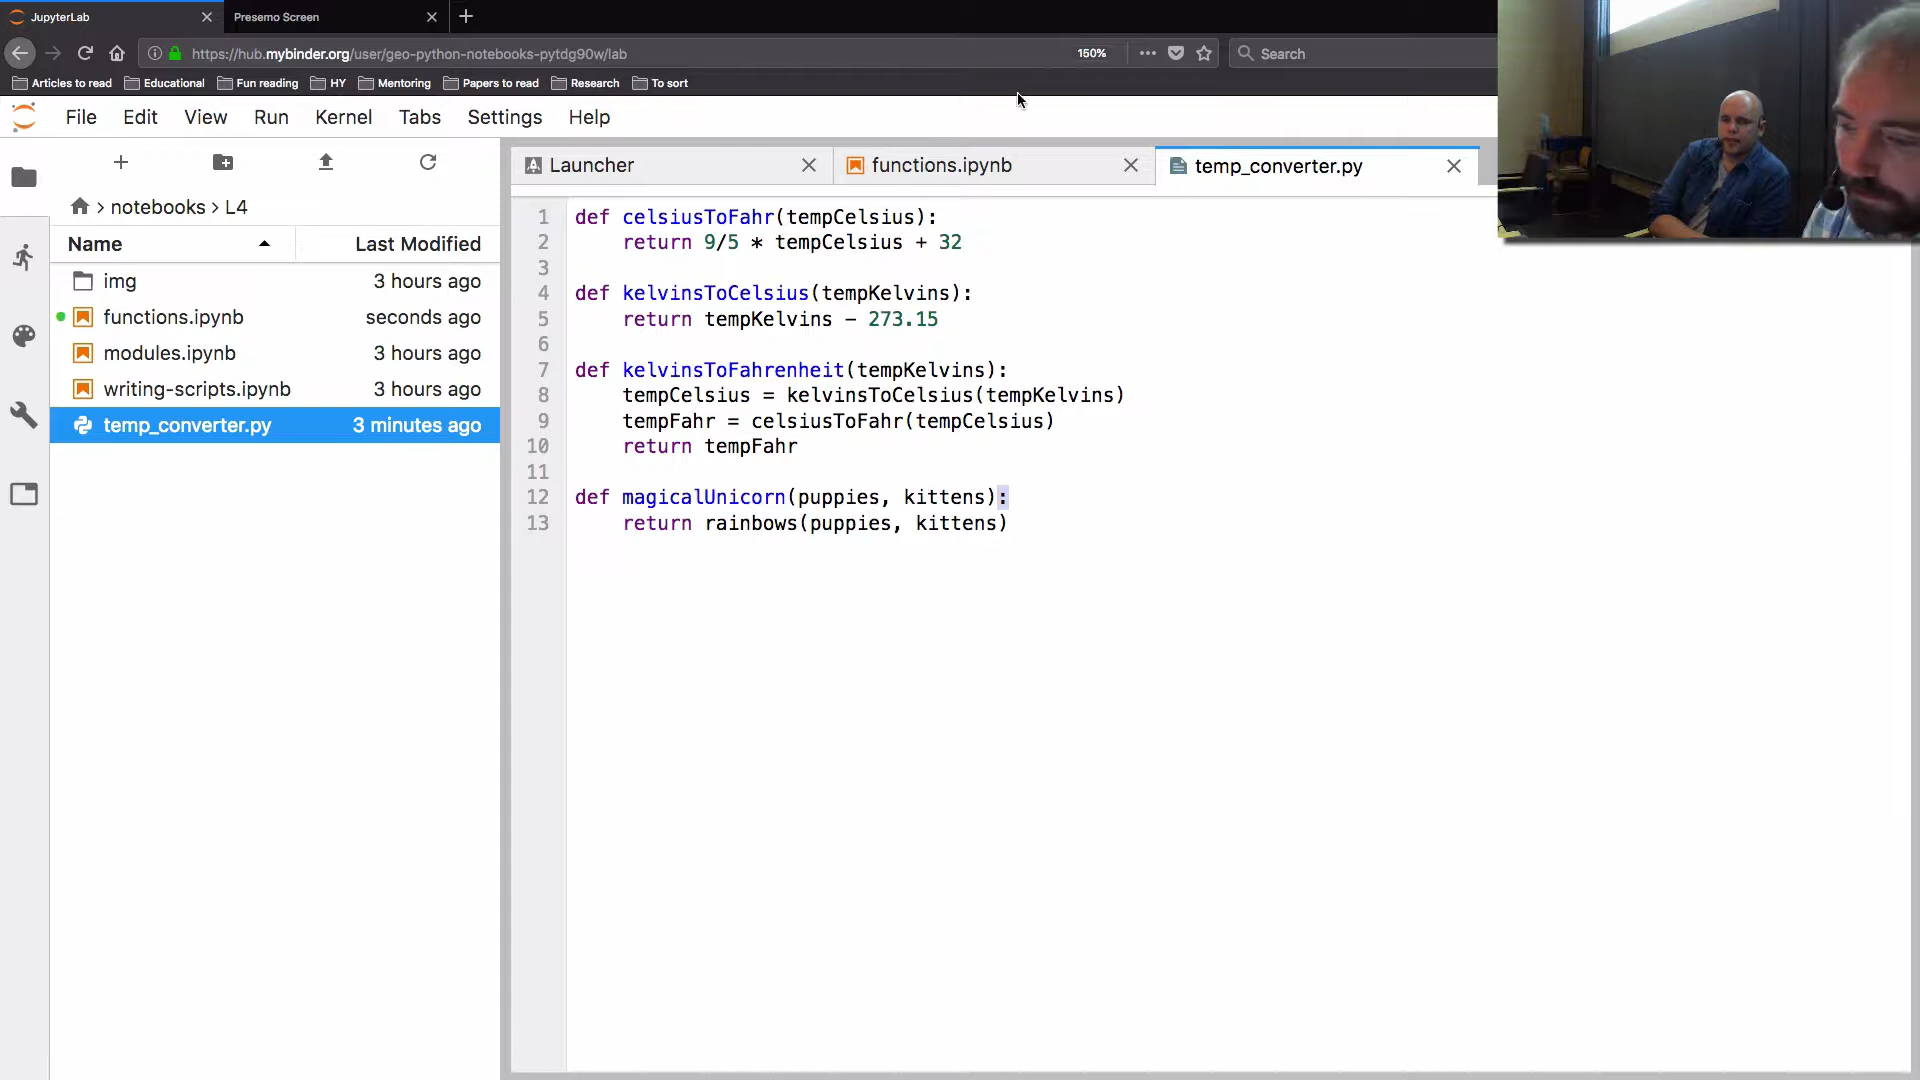 JupyterLab
Presemo Screen
https://hub.mybinder.org/user/geo-python-notebooks-pytdg90w/lab
150%
Search
Articles to read
Educational
Fun reading
HY
Mentoring
Papers to read
Research
To sort
File Edit View Run Kernel Tabs Settings Help
Launcher
functions.ipynb
temp_converter.py
> notebooks > L4
Name Last Modified
img 3 hours ago
functions.ipynb seconds ago
modules.ipynb 3 hours ago
writing-scripts.ipynb 3 hours ago
temp_converter.py 3 minutes ago
1 def celsiusToFahr(tempCelsius):
2 return 9/5 * tempCelsius + 32
3
4 def kelvinsToCelsius(tempKelvins):
5 return tempKelvins - 273.15
6
7 def kelvinsToFahrenheit(tempKelvins):
8 tempCelsius = kelvinsToCelsius(tempKelvins)
9 tempFahr = celsiusToFahr(tempCelsius)
10 return tempFahr
11
12 def magicalUnicorn(puppies, kittens):
13 return rainbows(puppies, kittens)